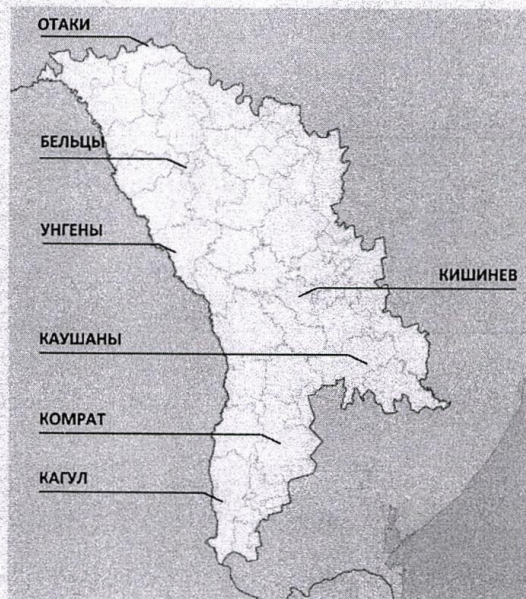 ОТАКИ
БЕЛЬЦЫ
УНГЕНЫ
КИШИНЕВ
КАУШАНЫ
КОМРАТ
КАГУЛ